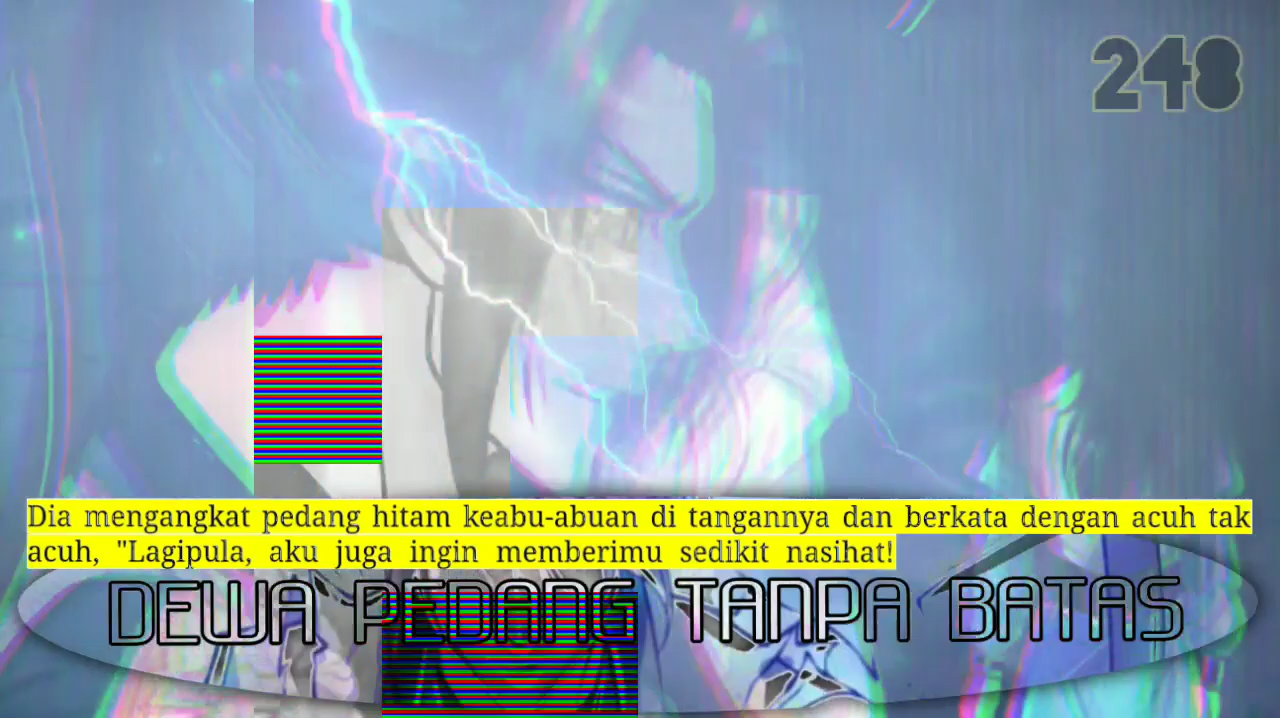 248
Dia mengangkat pedang hitam keabu-abuan di tangannya dan berkata dengan acuh tak
acuh, "Lagipula, aku juga ingin memberimu sedikit nasihat!
DEWA PEDANG TANPA BATAS